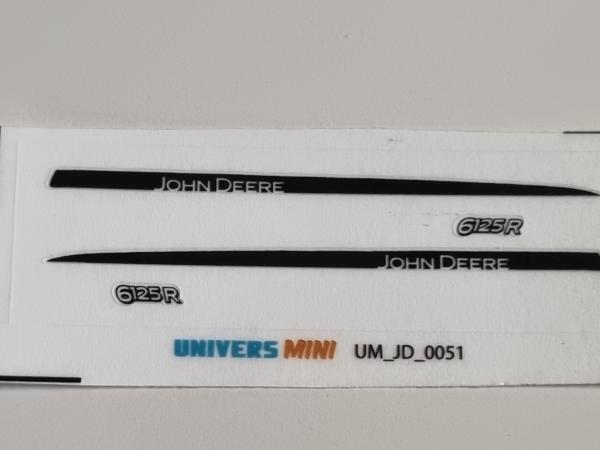 JOHN DEERE
6125R
JOHN DEERE
6125R
UNIVERS MINI UM_JD_0051